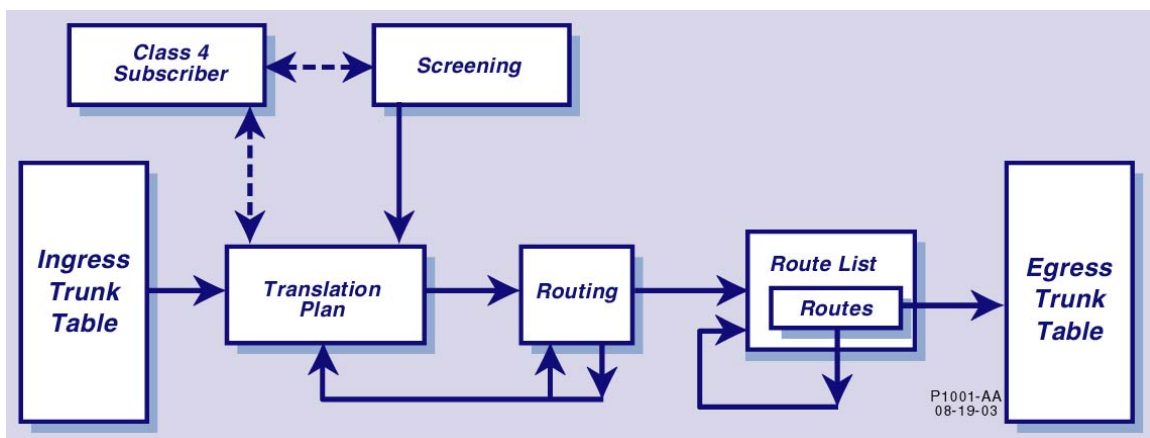 Class 4
Subscriber
Screening
Ingress
Trunk
Table
Translation
Plan
Routing
Route List
Routes
Egress
Trunk
Table
P1001-AA
08-19-03